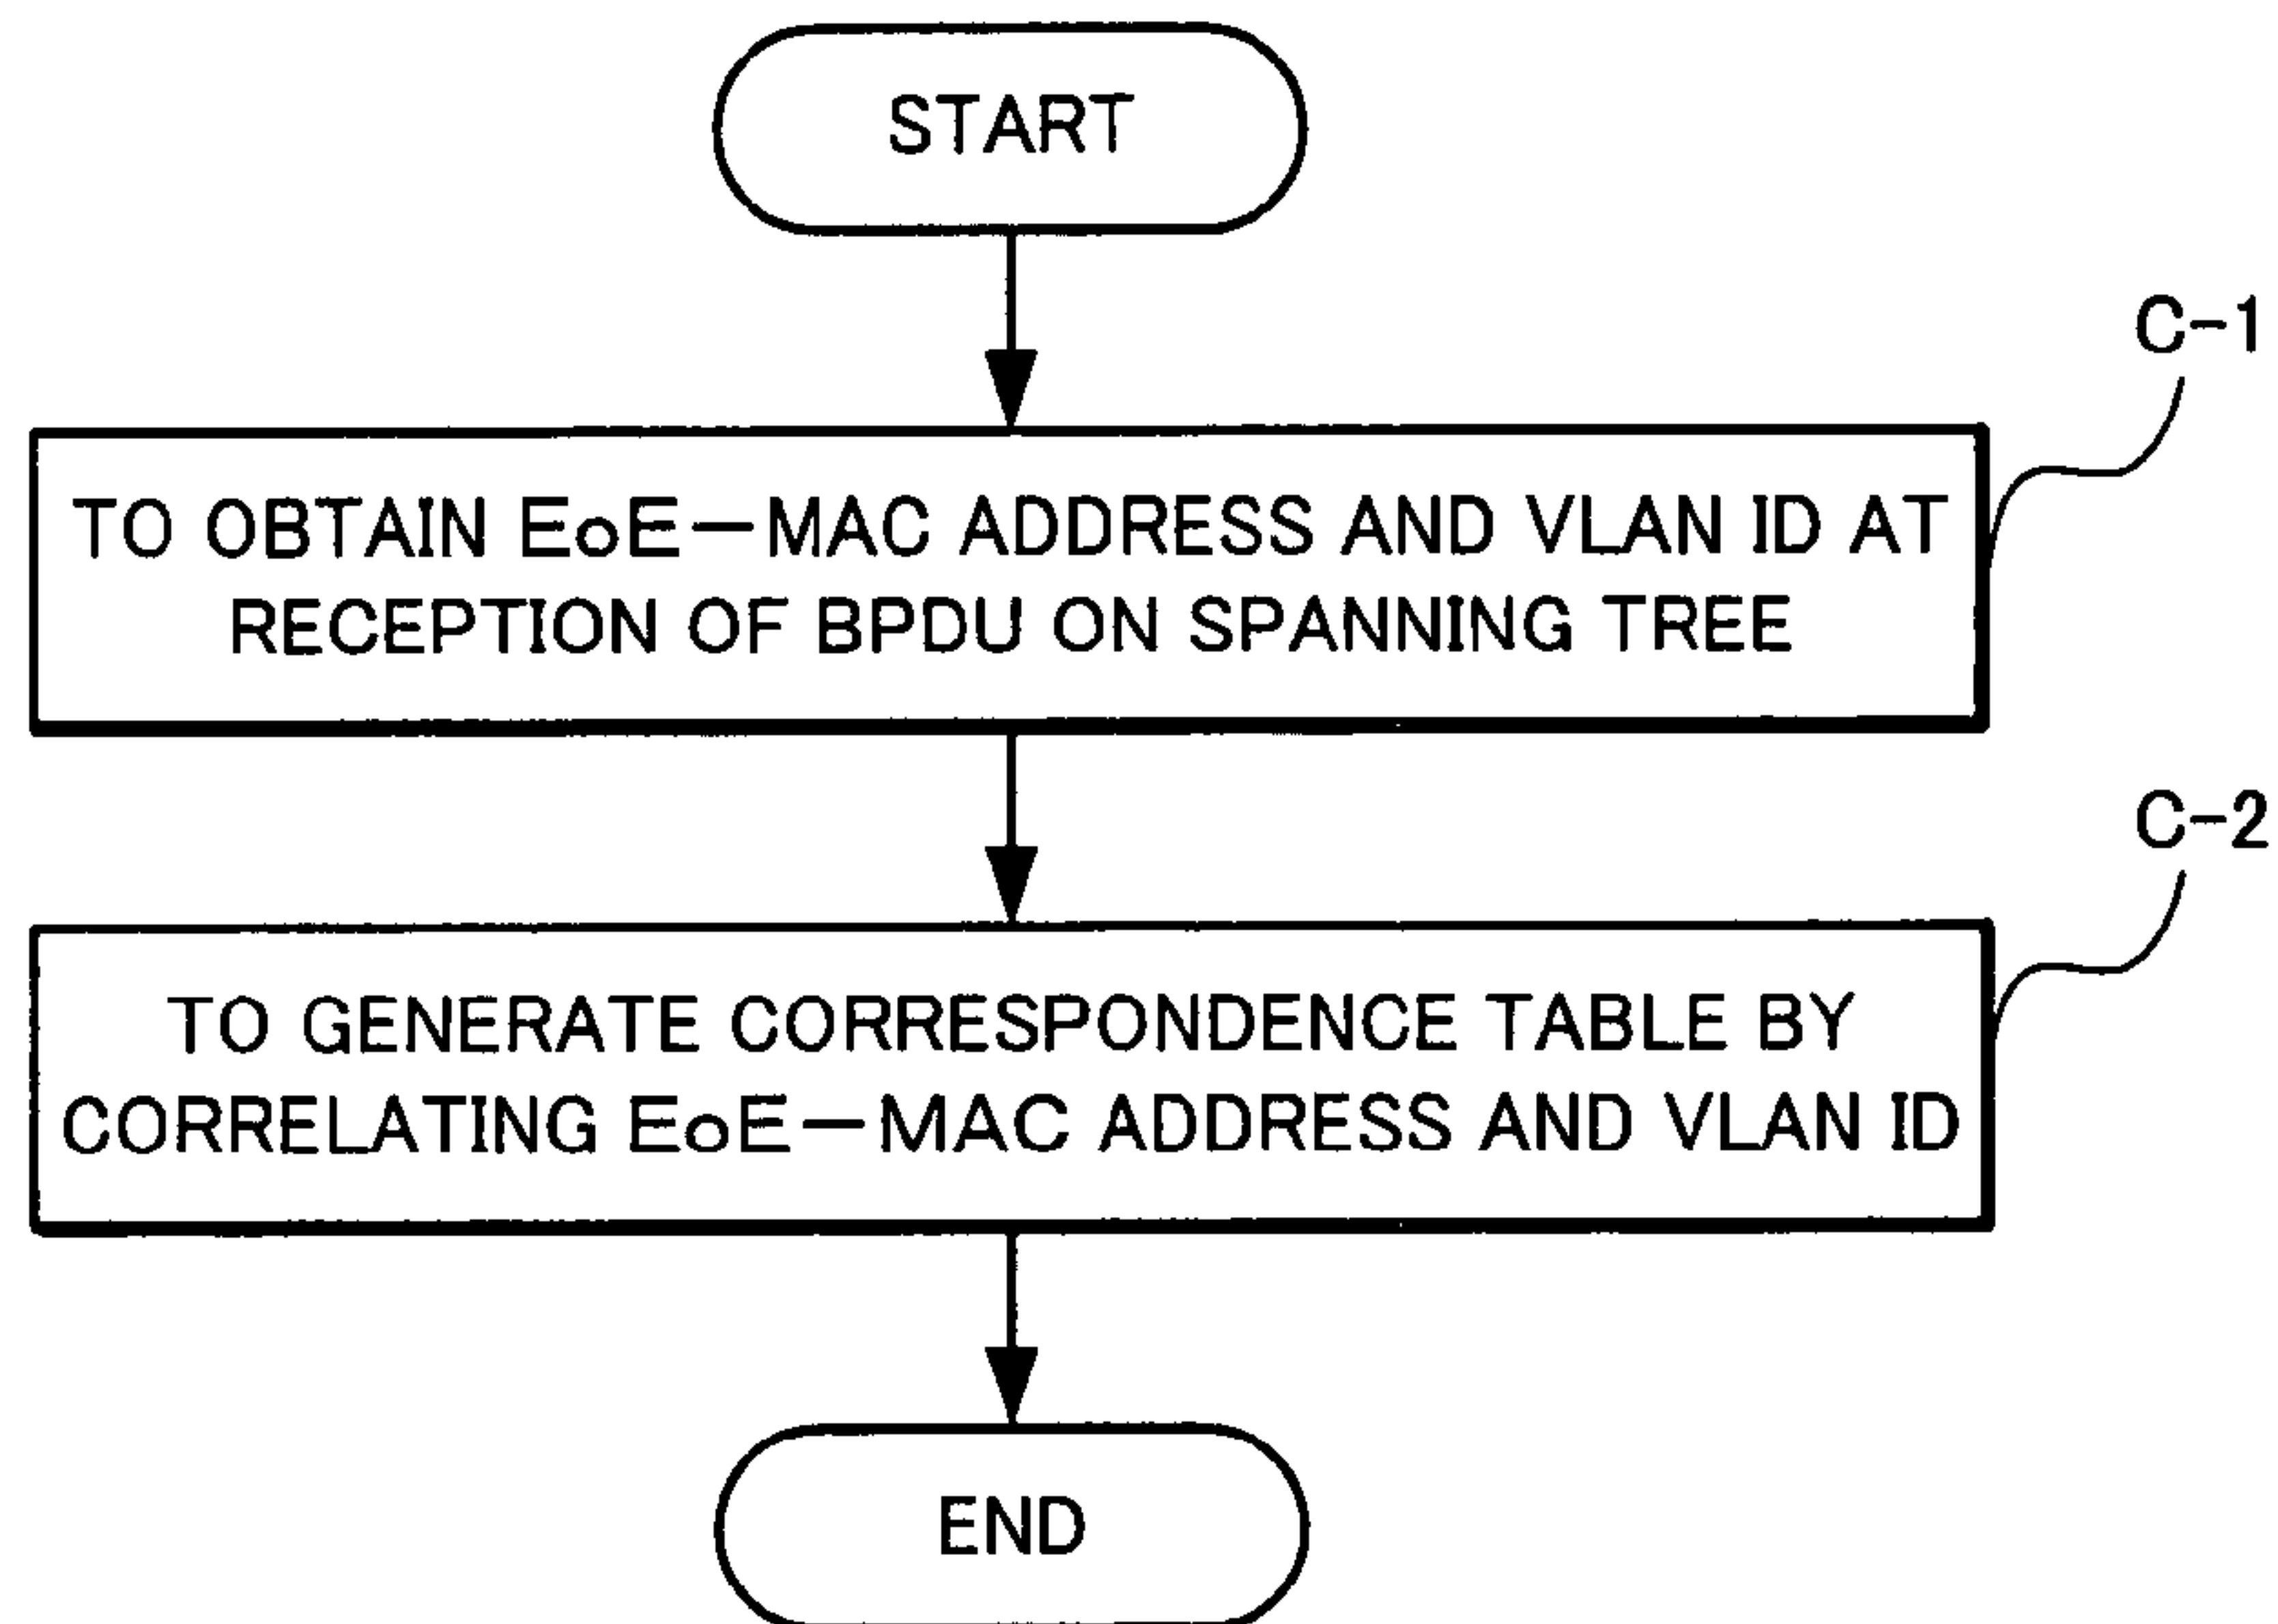 START
C-1
TO OBTAIN EoE-MAC ADDRESS AND VLAN ID AT
RECEPTION OF BPDU ON SPANNING TREE
C-2
TO GENERATE CORRESPONDENCE TABLE BY
CORRELATING EoE-MAC ADDRESS AND VLAN ID
END